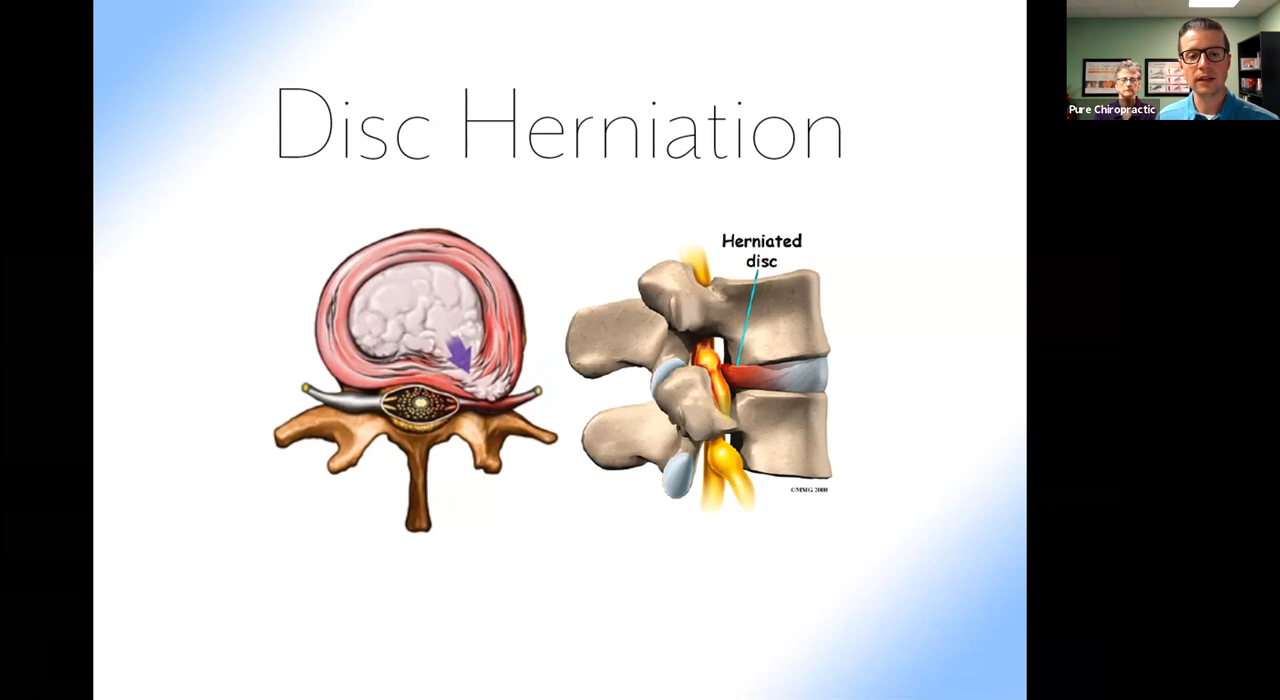 Disc Herniation
Herniated
disc
©MMG 2000
Pure Chiropractic